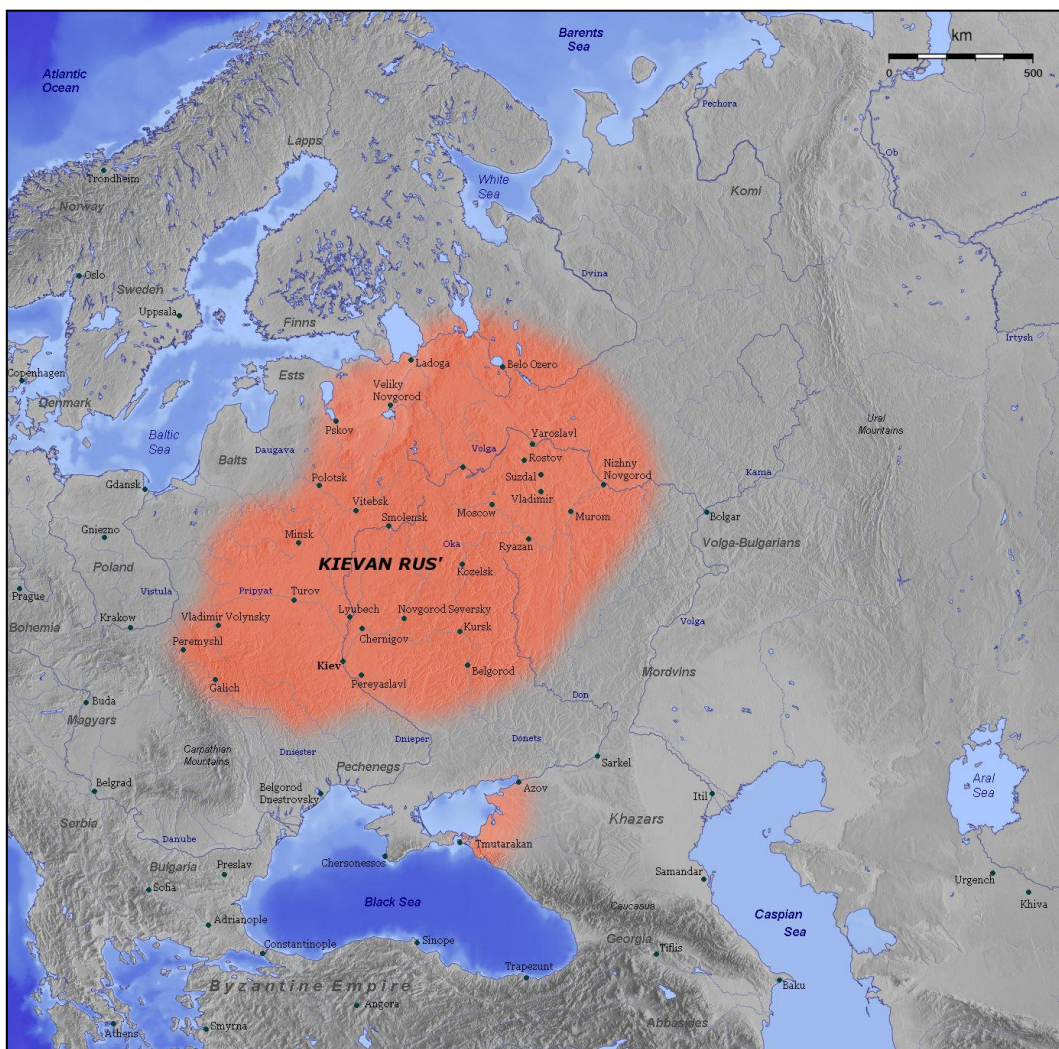 Barents
Sea
km
0
500
Atlantic
Ocean
Pechora
Lapps
Ob
Trondheim
White
Sea
Komi
Norway
Dvina
Oslo
Sweden
Uppsala
Finns
Irtysh
Ladoga
Belo Ozero
Copenhagen
Ests
Veliky
Novgorod
Denmark
Ural
Mountains
Pskov
Baltic
Sea
Daugava
Volga
Yaroslavl
Balts
Rostov
Nizhny
Novgorod
Kama
Gdansk
Polotsk
Suzdal
Vladimir
Vitebsk
Moscow
Murom
Bolgar
Smolensk
Gniezno
Minsk
Oka
Ryazan
Volga-Bulgarians
KIEVAN RUS'
Poland
Kozelsk
Prague
Vistula
Pripyat
Turov
Bohemia
Krakow
Vladimir Volynsky
Lyubech
Novgorod Seversky
Volga
Peremyshl
Chernigov
Kursk
Kiev
Belgorod
Mordvins
Galich
Pereyaslavl
Buda
Don
Magyars
Dniester
Dnieper
Donets
Carpathian
Mountains
Pechenegs
Sarkel
Belgrad
Belgorod
Dnestrovsky
Azov
Itil
Aral
Sea
Serbia
Khazars
Danube
Tmutarakan
Bulgaria
Preslav
Chersonessos
Samandar
Urgench
Sofia
Khiva
Black Sea
Caucasus
Caspian
Sea
Adrianople
Georgia
Constantinople
Sinope
Tiflis
Trapezunt
Baku
Byzantine Empire
Angora
Athens
Smyrna
Abbasides